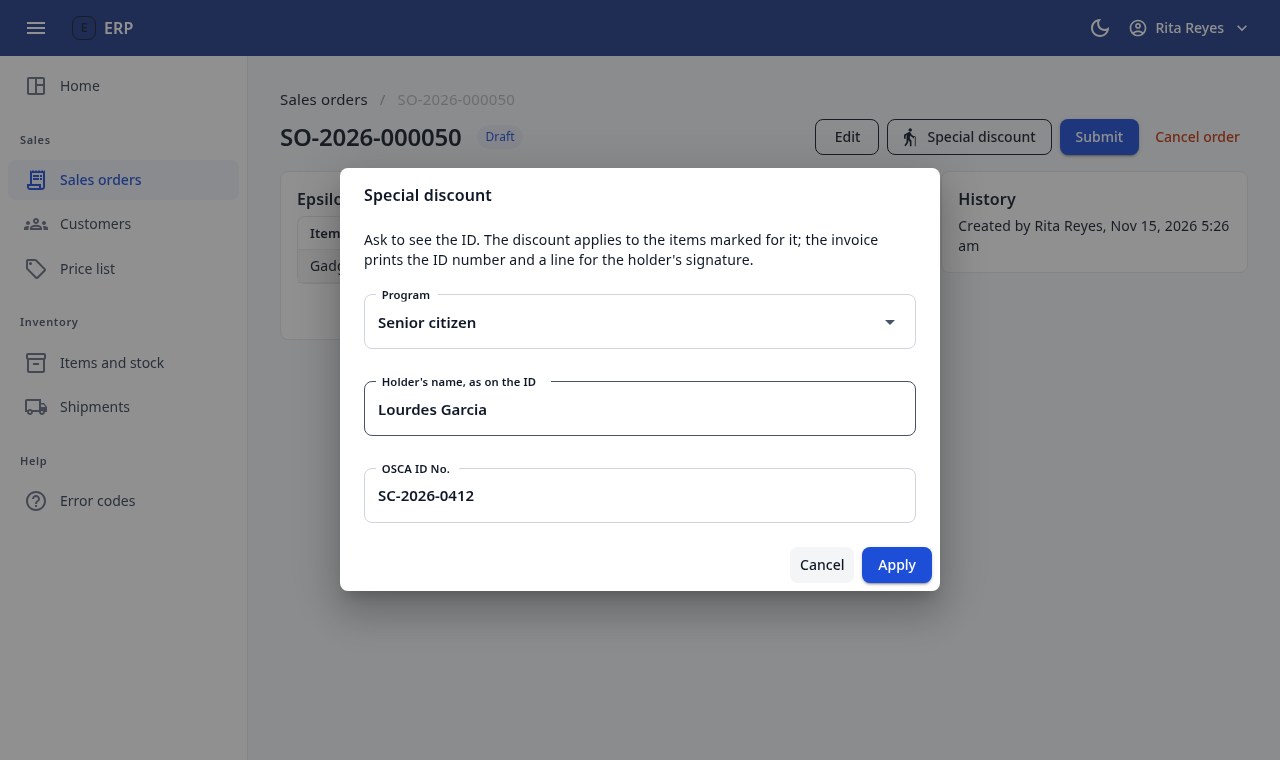 E ERP
Rita Reyes
Home
Sales
Sales orders
Customers
Price list
Inventory
Items and stock
Shipments
Help
Error codes
Sales orders / SO-2026-000050
SO-2026-000050 Draft
Edit Special discount Submit Cancel order
Item
History
Created by Rita Reyes, Nov 15, 2026 5:26
am
Special discount
Ask to see the ID. The discount applies to the items marked for it; the invoice
prints the ID number and a line for the holder's signature.
Program
Senior citizen
Holder's name, as on the ID
Lourdes Garcia
OSCA ID No.
SC-2026-0412
Cancel Apply